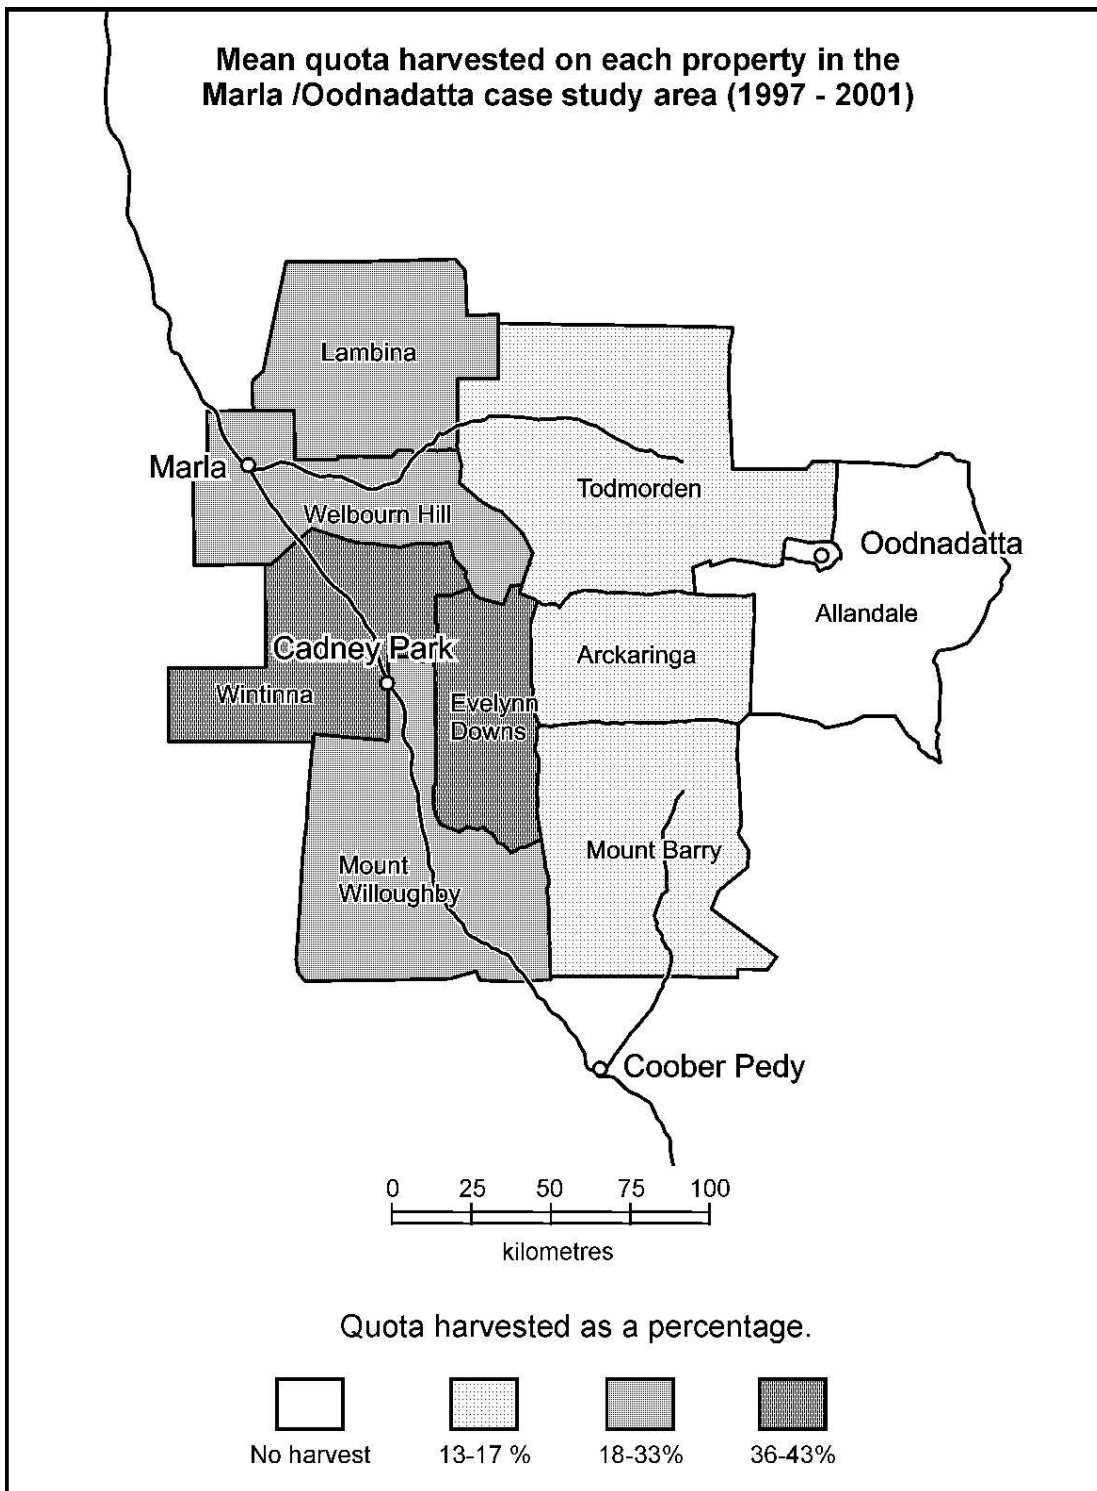 Mean quota harvested on each property in the
Marla /Oodnadatta case study area (1997 - 2001)
Lambina
Marla
Todmorden
Welbourn Hill
Oodnadatta
Allandale
Cadney Park
Arckaringa
Wintinna
Evelynn
Downs
Mount Barry
Mount
Willoughby
Coober Pedy
0 25 50 75 100
kilometres
Quota harvested as a percentage.
No harvest 13-17 % 18-33% 36-43%